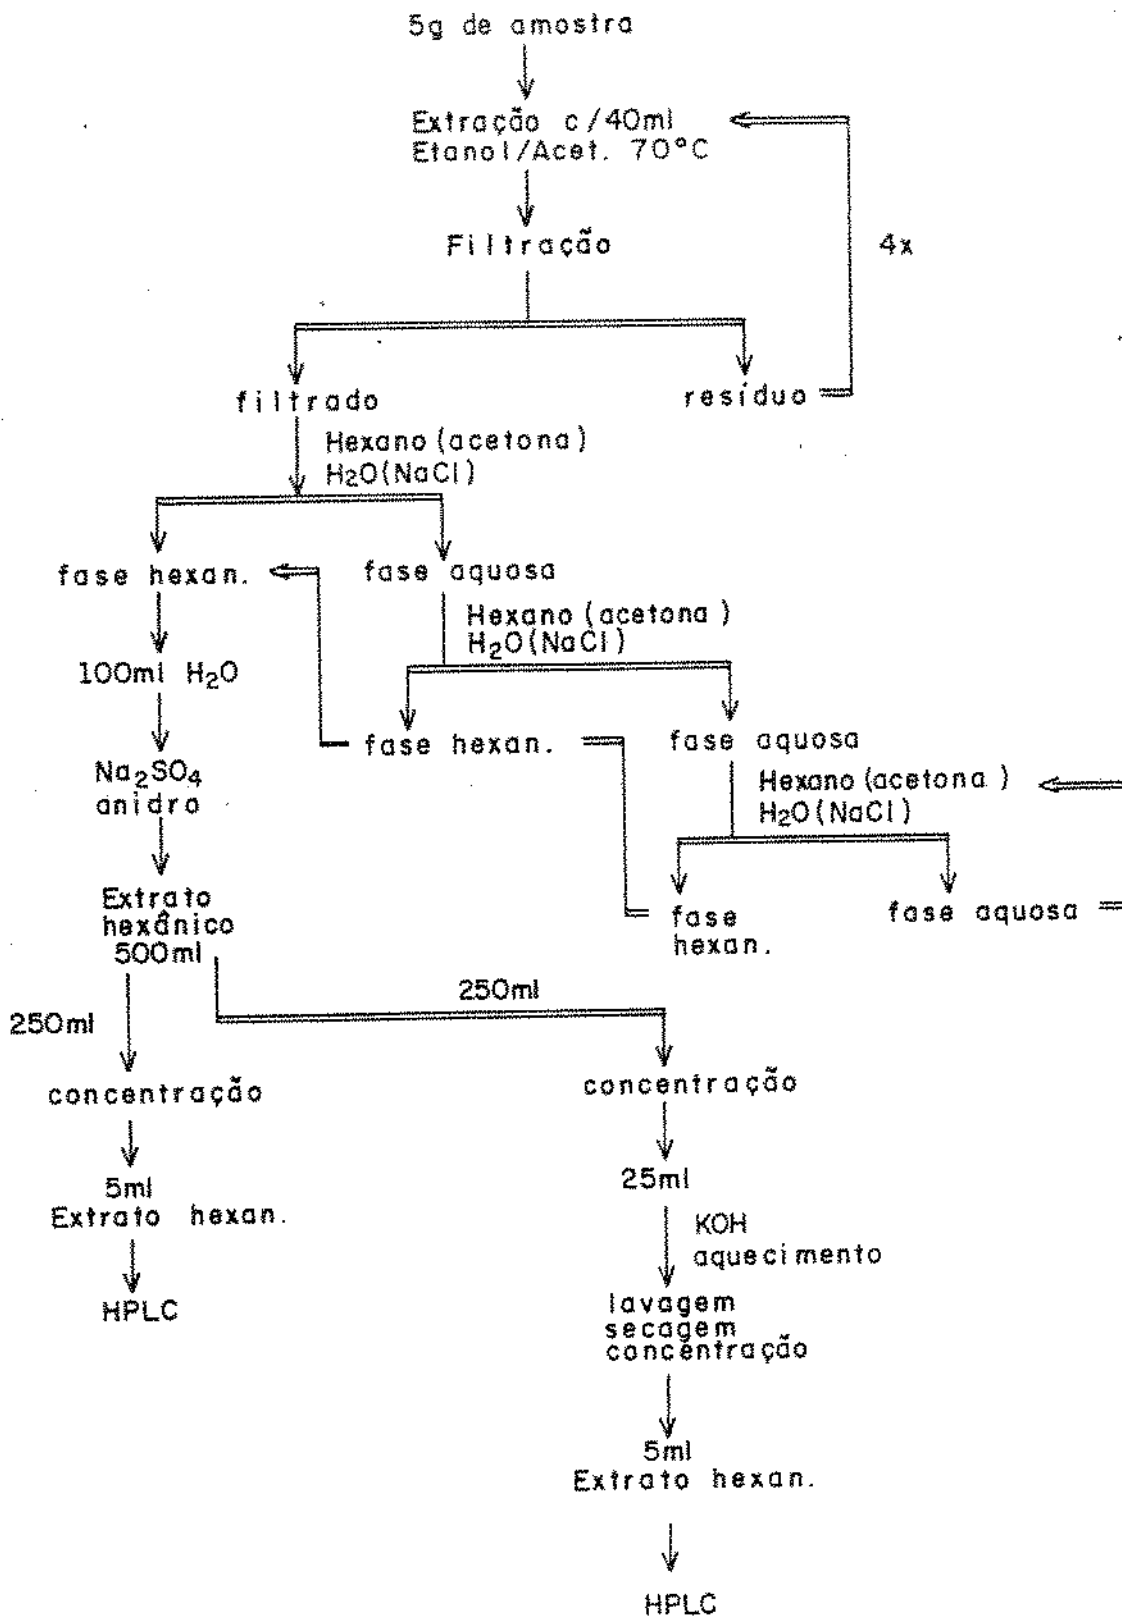 5g de amostra
Extração c/40ml
Etanol/Acet. 70°C
Filtração
4x
filtrado
resíduo
Hexano (acetona)
H2O(NaCl)
fase hexan.
fase aquosa
Hexano (acetona)
H2O(NaCl)
100ml H2O
fase hexan.
fase aquosa
Na2SO4
anidro
Hexano (acetona)
H2O(NaCl)
Extrato
hexânico
500ml
fase
hexan.
fase aquosa
250ml
250ml
concentração
concentração
5ml
Extrato hexan.
25ml
KOH
aquecimento
HPLC
lavagem
secagem
concentração
5ml
Extrato hexan.
HPLC